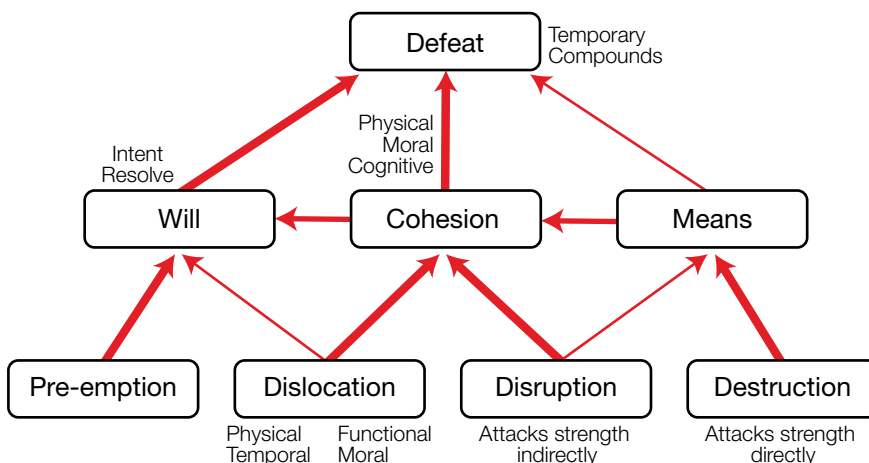 Defeat
Temporary
Compounds
Physical
Moral
Cognitive
Intent
Resolve
Will
Cohesion
Means
Pre-emption
Dislocation
Disruption
Destruction
Physical
Temporal
Functional
Moral
Attacks strength
indirectly
Attacks strength
directly